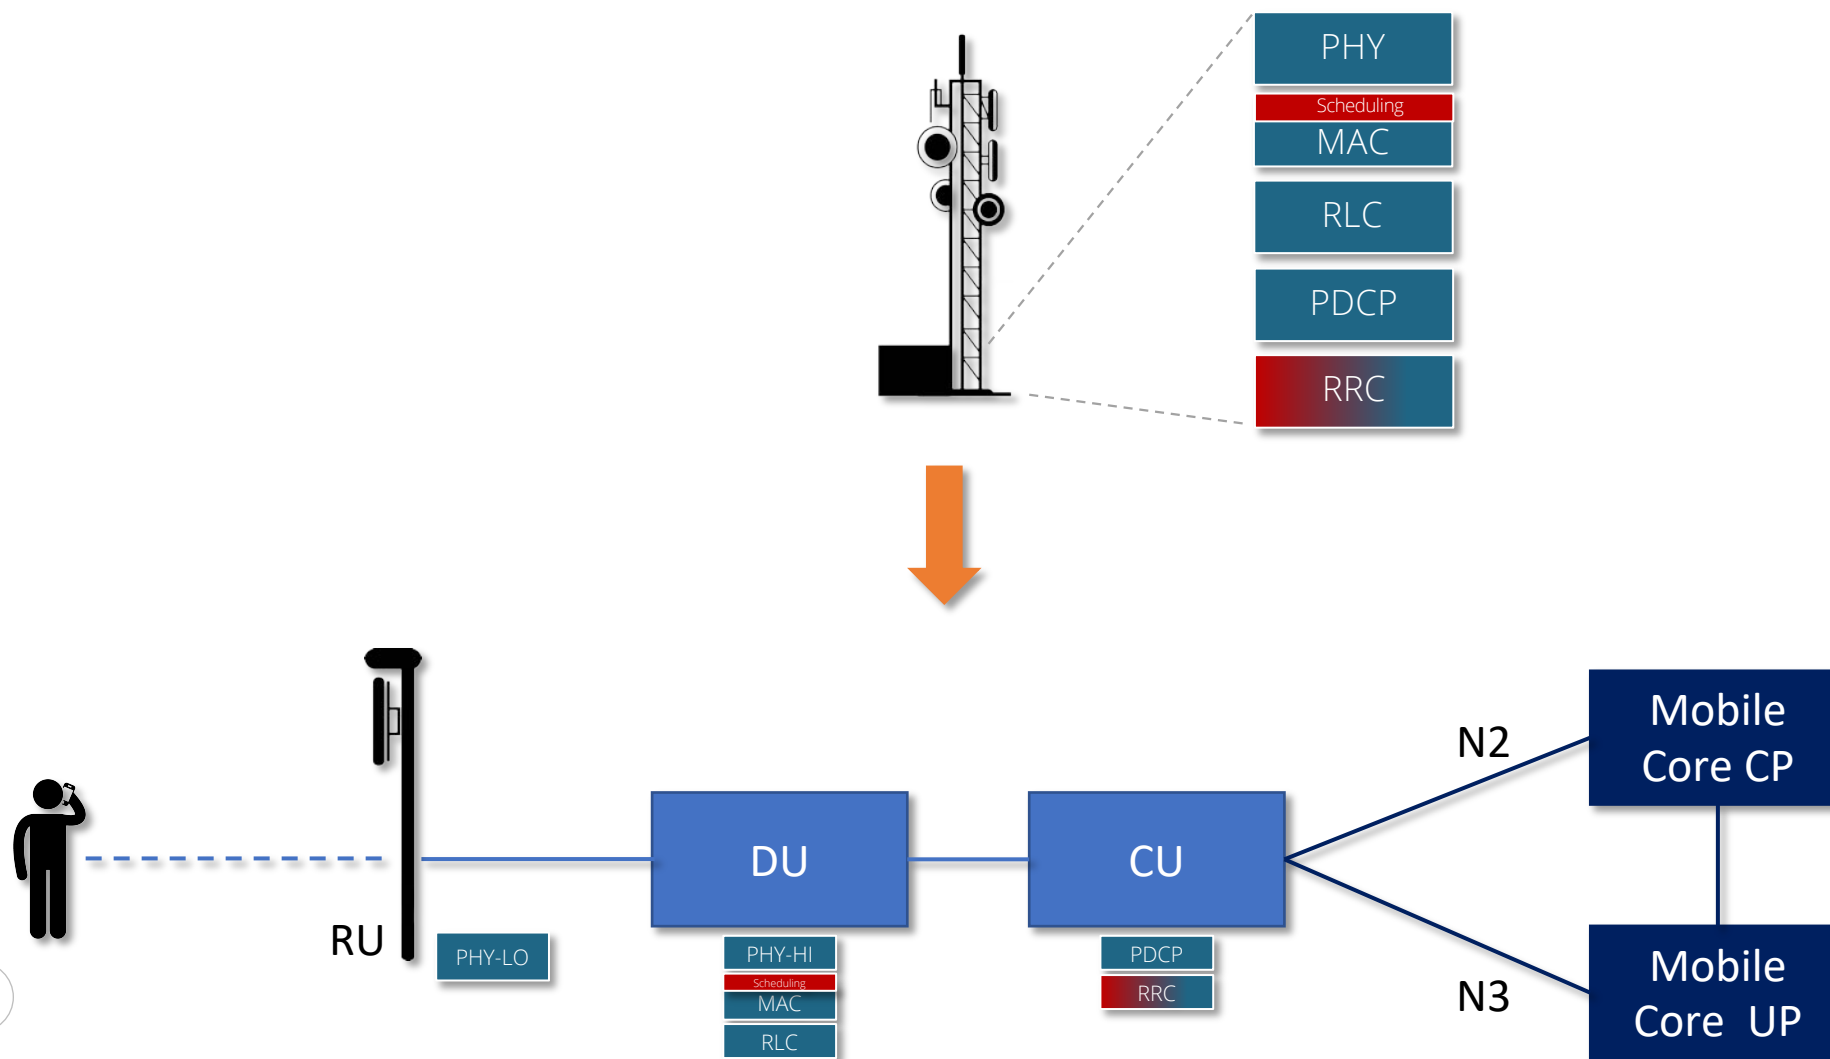 PHY
Scheduling
MAC
RLC
PDCP
RRC
RU
PHY-LO
DU
PHY-HI
Scheduling
MAC
RLC
CU
PDCP
RRC
N2
N3
Mobile
Core CP
Mobile
Core UP